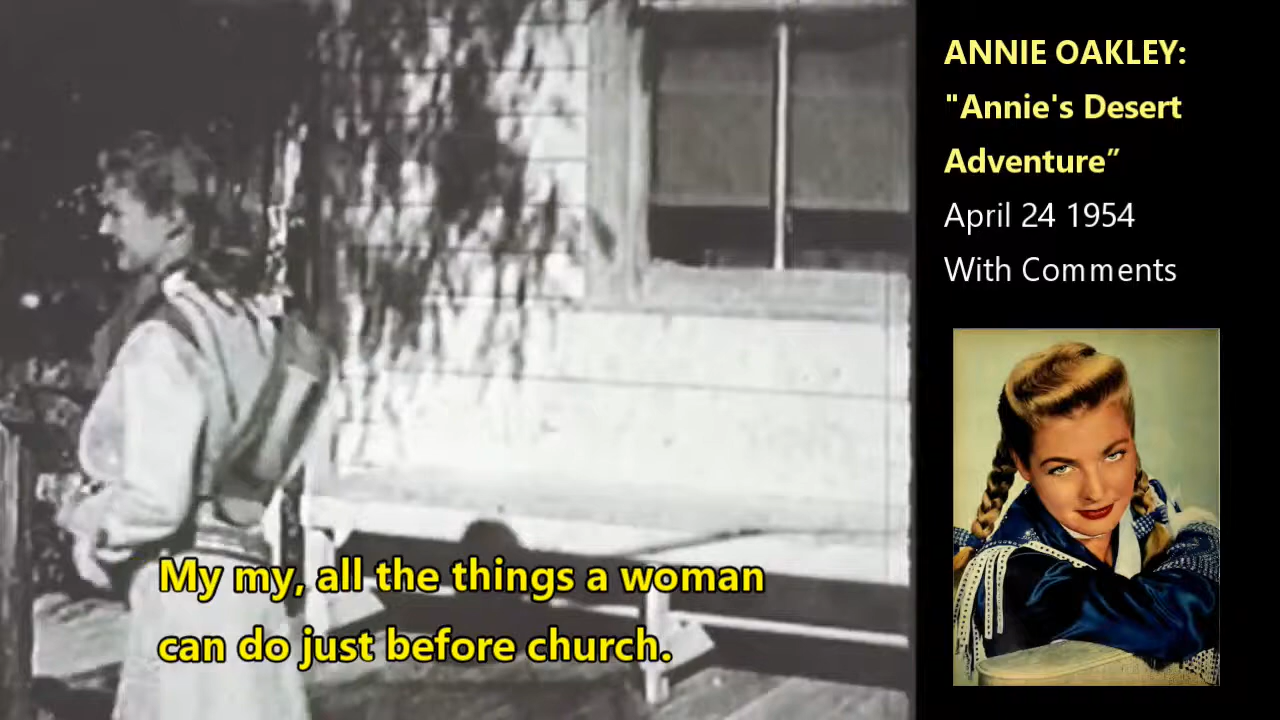 ANNIE OAKLEY:
"Annie's Desert
Adventure”
April 24 1954
With Comments
My my, all the things a woman
can do just before church.